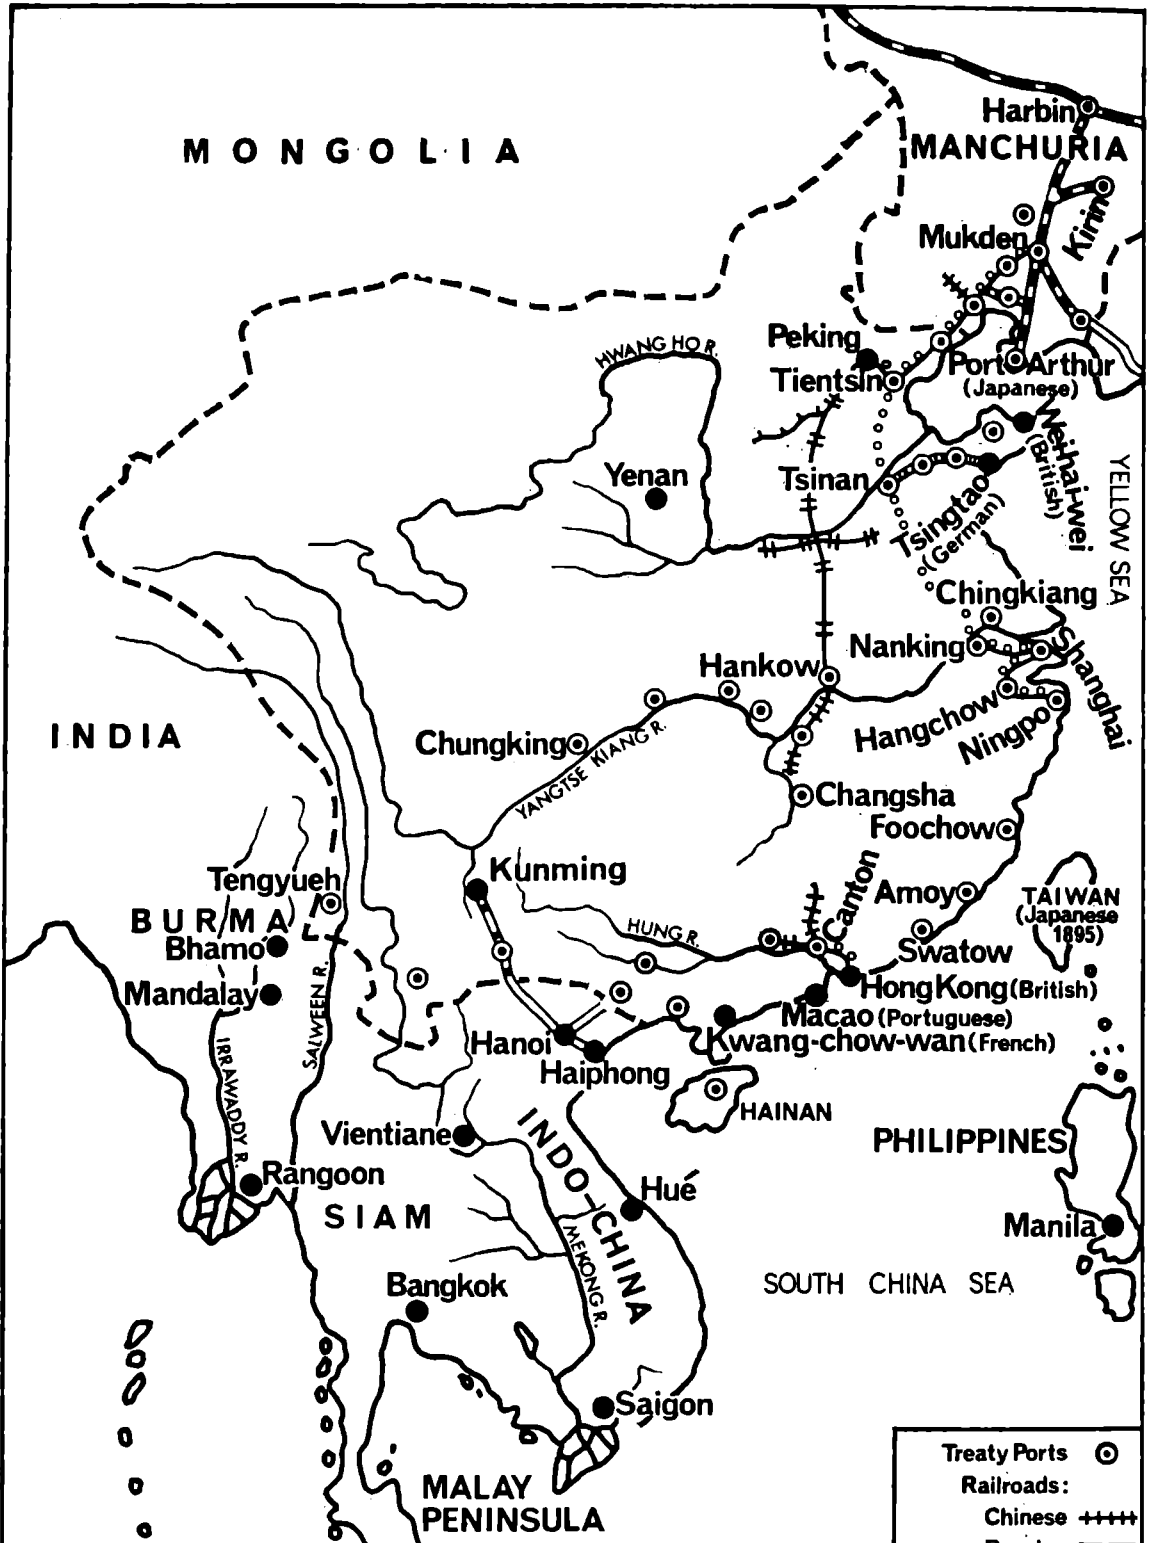 Harbin
MONGOLIA
MANCHURIA
Kirin
Mukden
Peking
HWANG HO R.
Port Arthur
(Japanese)
Tientsin
Nei-hai-wei
(British)
YELLOW SEA
Yenan
Tsinan
Tsingtao
(German)
Chingkiang
Nanking
Shanghai
Hankow
Hangchow
Ningpo
INDIA
Chungking
YANGTSE KIANG R.
Changsha
Foochow
Kunming
Tengyueh
Canton
Amoy
TAIWAN
(Japanese
1895)
BURMA
HUNG R.
Bhamo
Swatow
Mandalay
SALWEEN R.
Hong Kong (British)
Macao (Portuguese)
Hanoi
Kwang-chow-wan (French)
IRRAWADDY R.
Haiphong
HAINAN
INDO-CHINA
Vientiane
PHILIPPINES
Rangoon
Hué
SIAM
Manila
MEKONG R.
SOUTH CHINA SEA
Bangkok
Saigon
MALAY
PENINSULA
Treaty Ports
Railroads:
Chinese